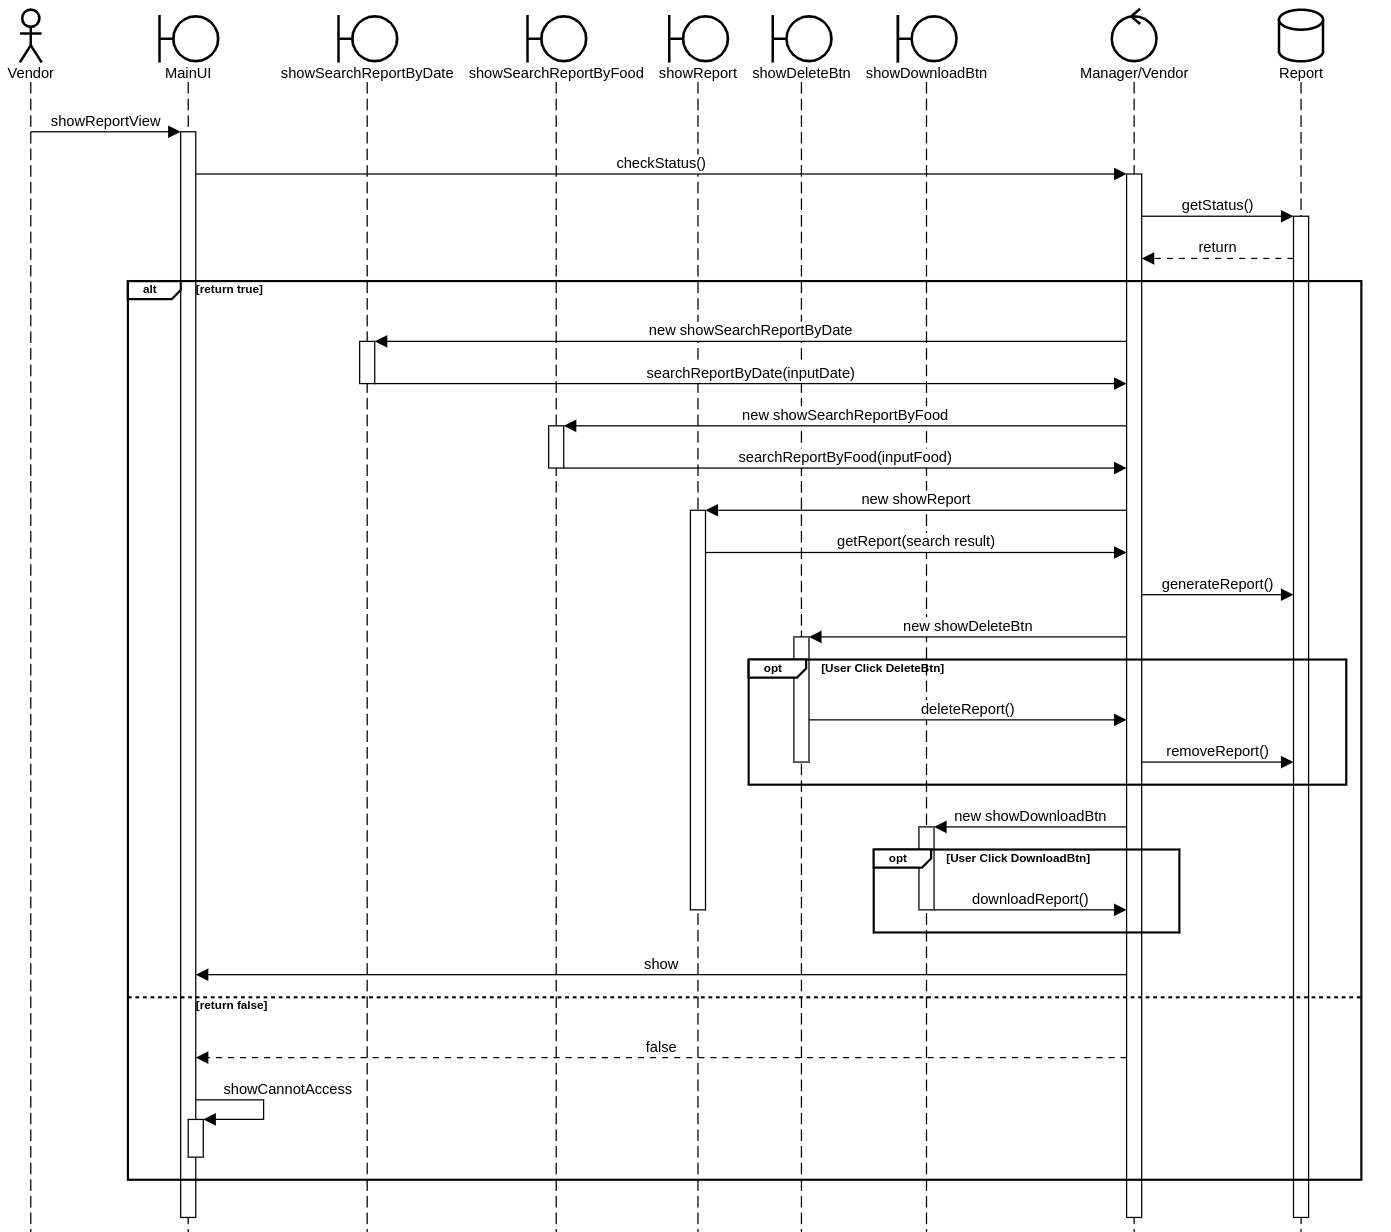 Vendor
MainUI
showSearchReportByDate
showSearchReportByFood
showReport
showDeleteBtn
showDownloadBtn
Manager/Vendor
Report
showReportView
checkStatus()
getStatus()
return
alt
[return true]
new showSearchReportByDate
searchReportByDate(inputDate)
new showSearchReportByFood
searchReportByFood(inputFood)
new showReport
getReport(search result)
generateReport()
new showDeleteBtn
opt
[User Click DeleteBtn]
deleteReport()
removeReport()
new showDownloadBtn
opt
[User Click DownloadBtn]
downloadReport()
show
[return false]
false
showCannotAccess